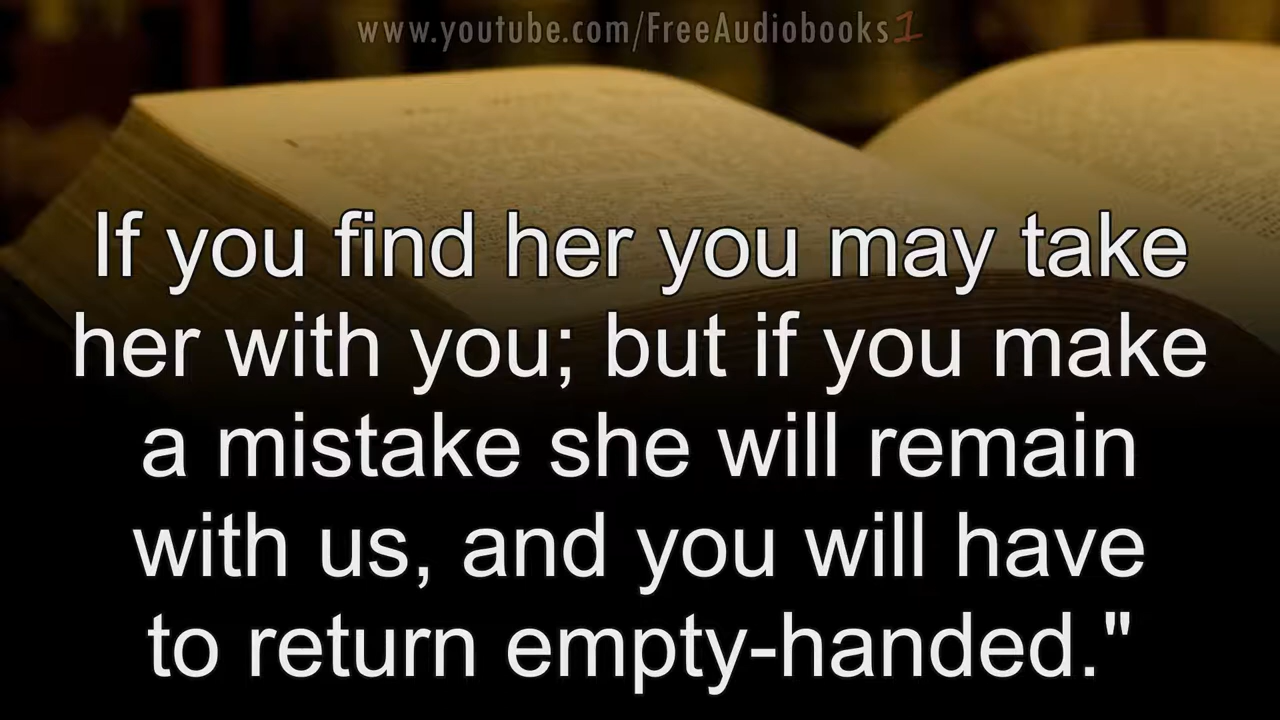 www.youtube.com/FreeAudiobooks1
If you find her you may take
her with you; but if you make
a mistake she will remain
with us, and you will have
to return empty-handed."